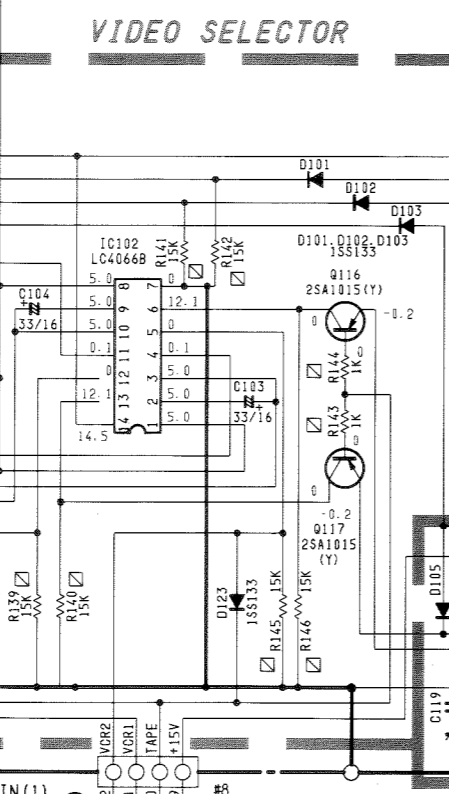 VIDEO SELECTOR
D101
D102
D103
D101.D102.D103
1SS133
IC102
LC4066B
R141
15K
R142
15K
Q116
2SA1015(Y)
C104
33/16
5.0 8 7 0
5.0 9 6 12.1
5.0 10 5 0
0.1 11 4 0.1
0 12 3 5.0
12.1 13 2 5.0
14.5 14 1 5.0
0
-0.2
0
R144
1K
C103
33/16
R143
1K
0
0
-0.2
Q117
2SA1015
(Y)
R139
15K
R140
15K
D123
1SS133
R145
15K
R146
15K
D105
C119
VCR2
VCR1
TAPE
+15V
IN(1)
#8